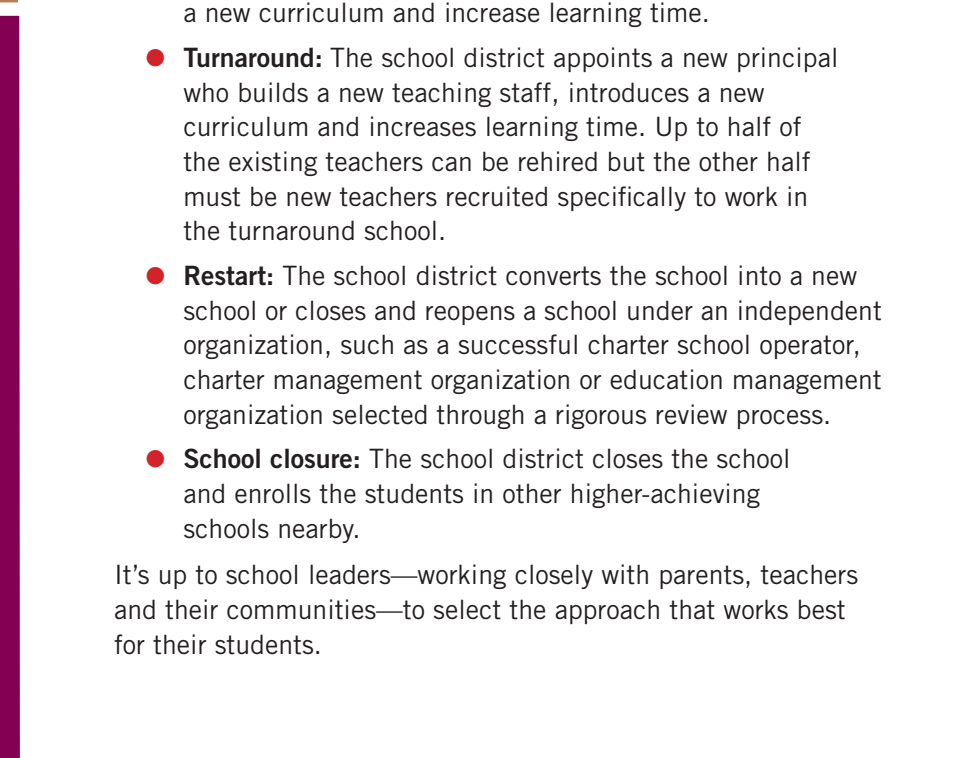 a new curriculum and increase learning time.
● Turnaround: The school district appoints a new principal
who builds a new teaching staff, introduces a new
curriculum and increases learning time. Up to half of
the existing teachers can be rehired but the other half
must be new teachers recruited specifically to work in
the turnaround school.
● Restart: The school district converts the school into a new
school or closes and reopens a school under an independent
organization, such as a successful charter school operator,
charter management organization or education management
organization selected through a rigorous review process.
● School closure: The school district closes the school
and enrolls the students in other higher-achieving
schools nearby.
It’s up to school leaders—working closely with parents, teachers
and their communities—to select the approach that works best
for their students.